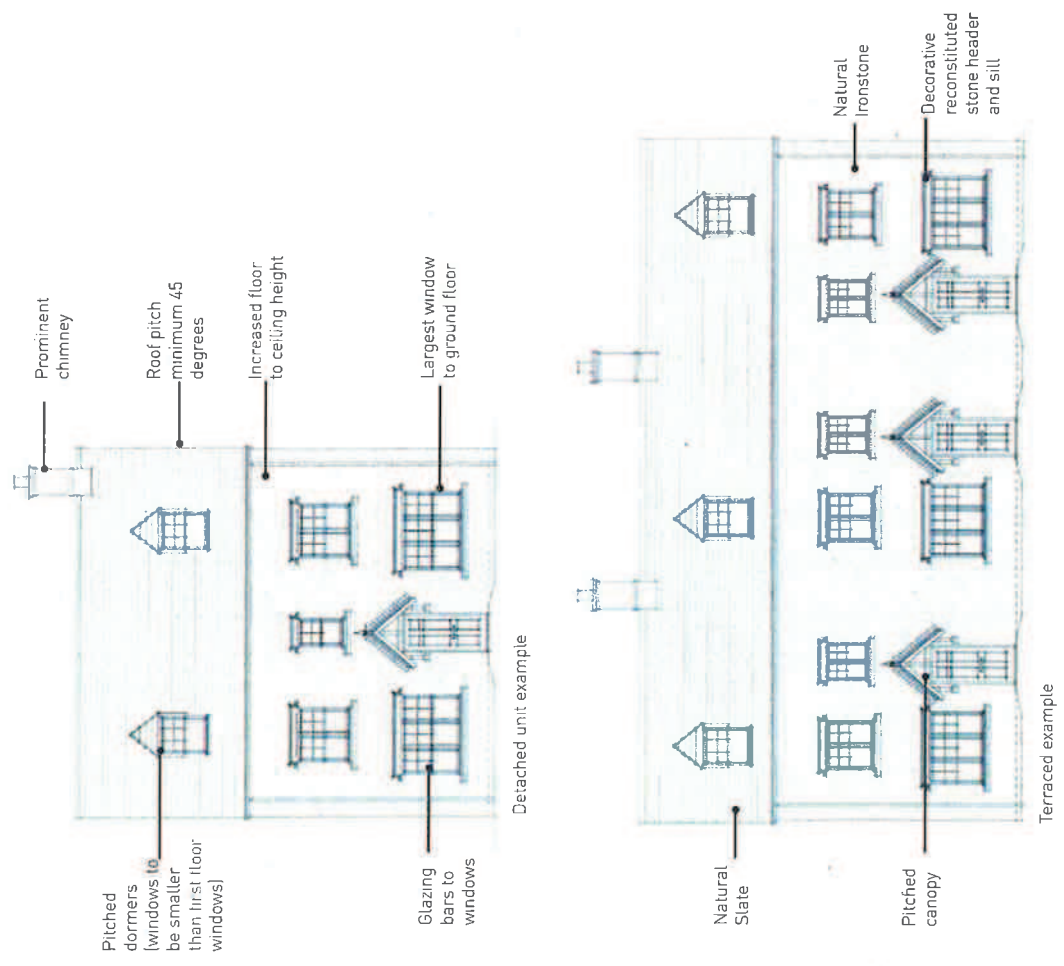 Prominent
chimney
Roof pitch
minimum 45
degrees
Increased floor
to ceiling height
Largest window
to ground floor
Pitched
dormers
(windows to
be smaller
than first floor
windows)
Glazing
bars to
windows
Detached unit example
Natural
Ironstone
Decorative
reconstituted
stone header
and sill
Natural
Slate
Pitched
canopy
Terraced example